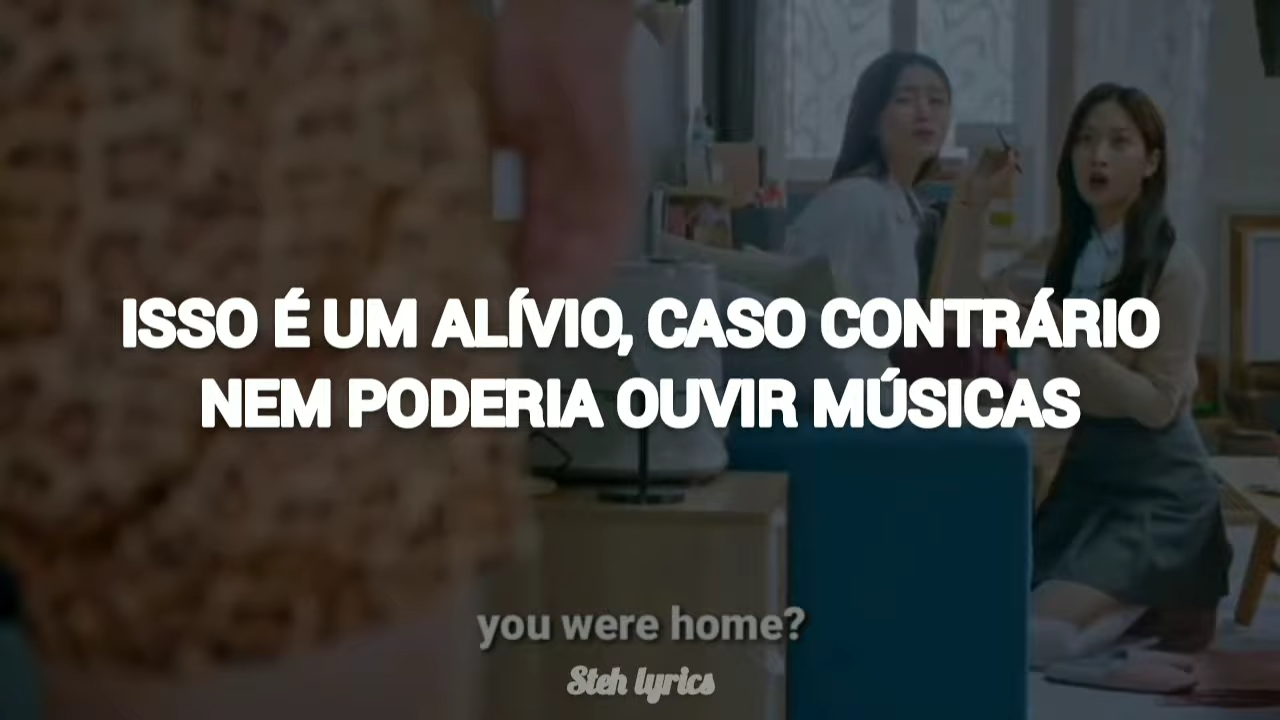 ISSO É UM ALÍVIO, CASO CONTRÁRIO
NEM PODERIA OUVIR MÚSICAS
you were home?
Steh lyrics